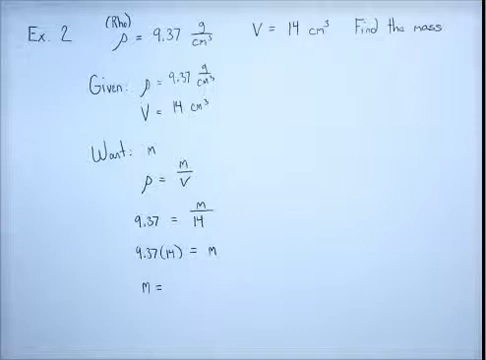 Ex. 2 (Rho) ρ = 9.37 g/cm³ V = 14 cm³ Find the mass
Given: ρ = 9.37 g/cm³
V = 14 cm³
Want: m
ρ = m/V
9.37 = m/14
9.37(14) = m
m =